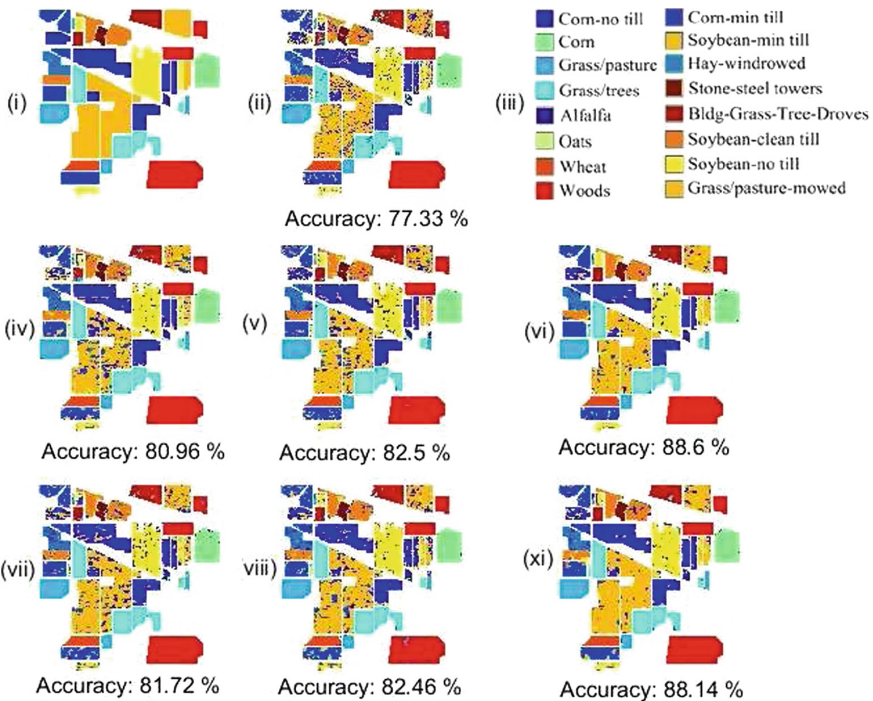 (i)
(ii)
(iii)
Corn-no till
Corn-min till
Corn
Soybean-min till
Grass/pasture
Hay-windrowed
Grass/trees
Stone-steel towers
Alfalfa
Bldg-Grass-Tree-Droves
Oats
Soybean-clean till
Wheat
Soybean-no till
Woods
Grass/pasture-mowed
Accuracy: 77.33 %
(iv)
(v)
(vi)
Accuracy: 80.96 %
Accuracy: 82.5 %
Accuracy: 88.6 %
(vii)
viii)
(xi)
Accuracy: 81.72 %
Accuracy: 82.46 %
Accuracy: 88.14 %